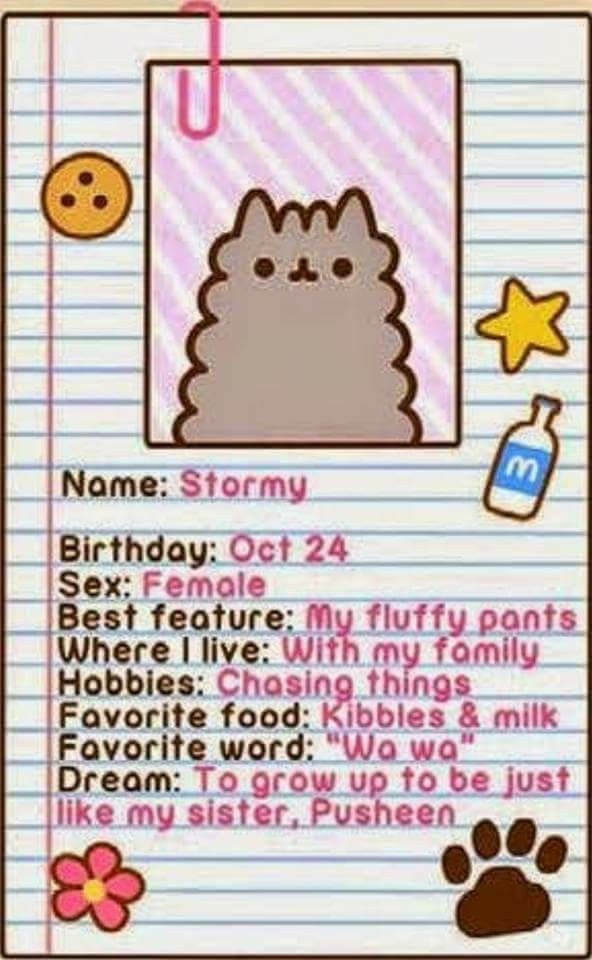 m
Name: Stormy
Birthday: Oct 24
Sex: Female
Best feature: My fluffy pants
Where I live: With my family
Hobbies: Chasing things
Favorite food: Kibbles & milk
Favorite word: "Wa wa"
Dream: To grow up to be just
like my sister, Pusheen